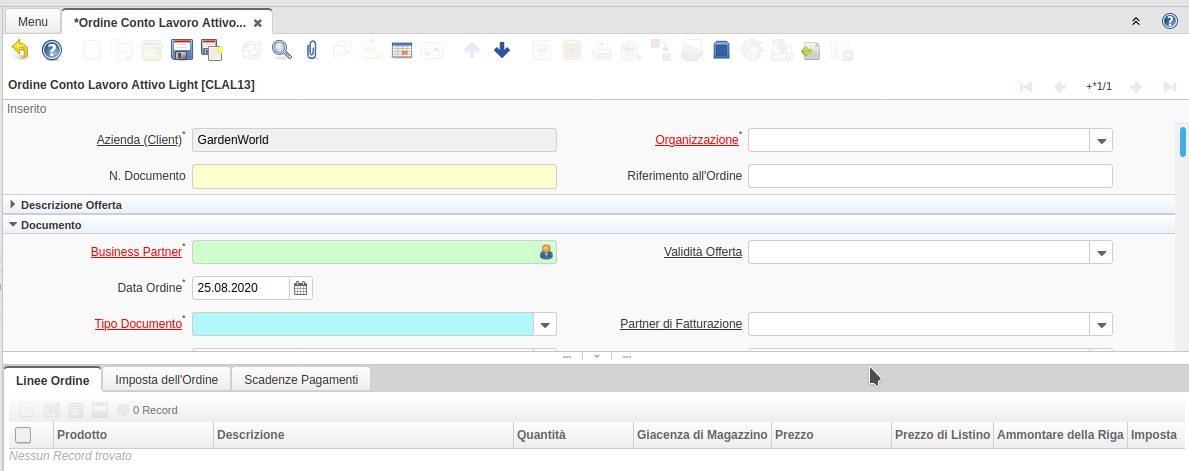 Menu
*Ordine Conto Lavoro Attivo...
Ordine Conto Lavoro Attivo Light [CLAL13]
+*1/1
Inserito
Azienda (Client)* GardenWorld Organizzazione*
N. Documento Riferimento all'Ordine
Descrizione Offerta
Documento
Business Partner* Validità Offerta
Data Ordine* 25.08.2020
Tipo Documento* Partner di Fatturazione
Linee Ordine Imposta dell'Ordine Scadenze Pagamenti
0 Record
Prodotto Descrizione Quantità Giacenza di Magazzino Prezzo Prezzo di Listino Ammontare della Riga Imposta
Nessun Record trovato